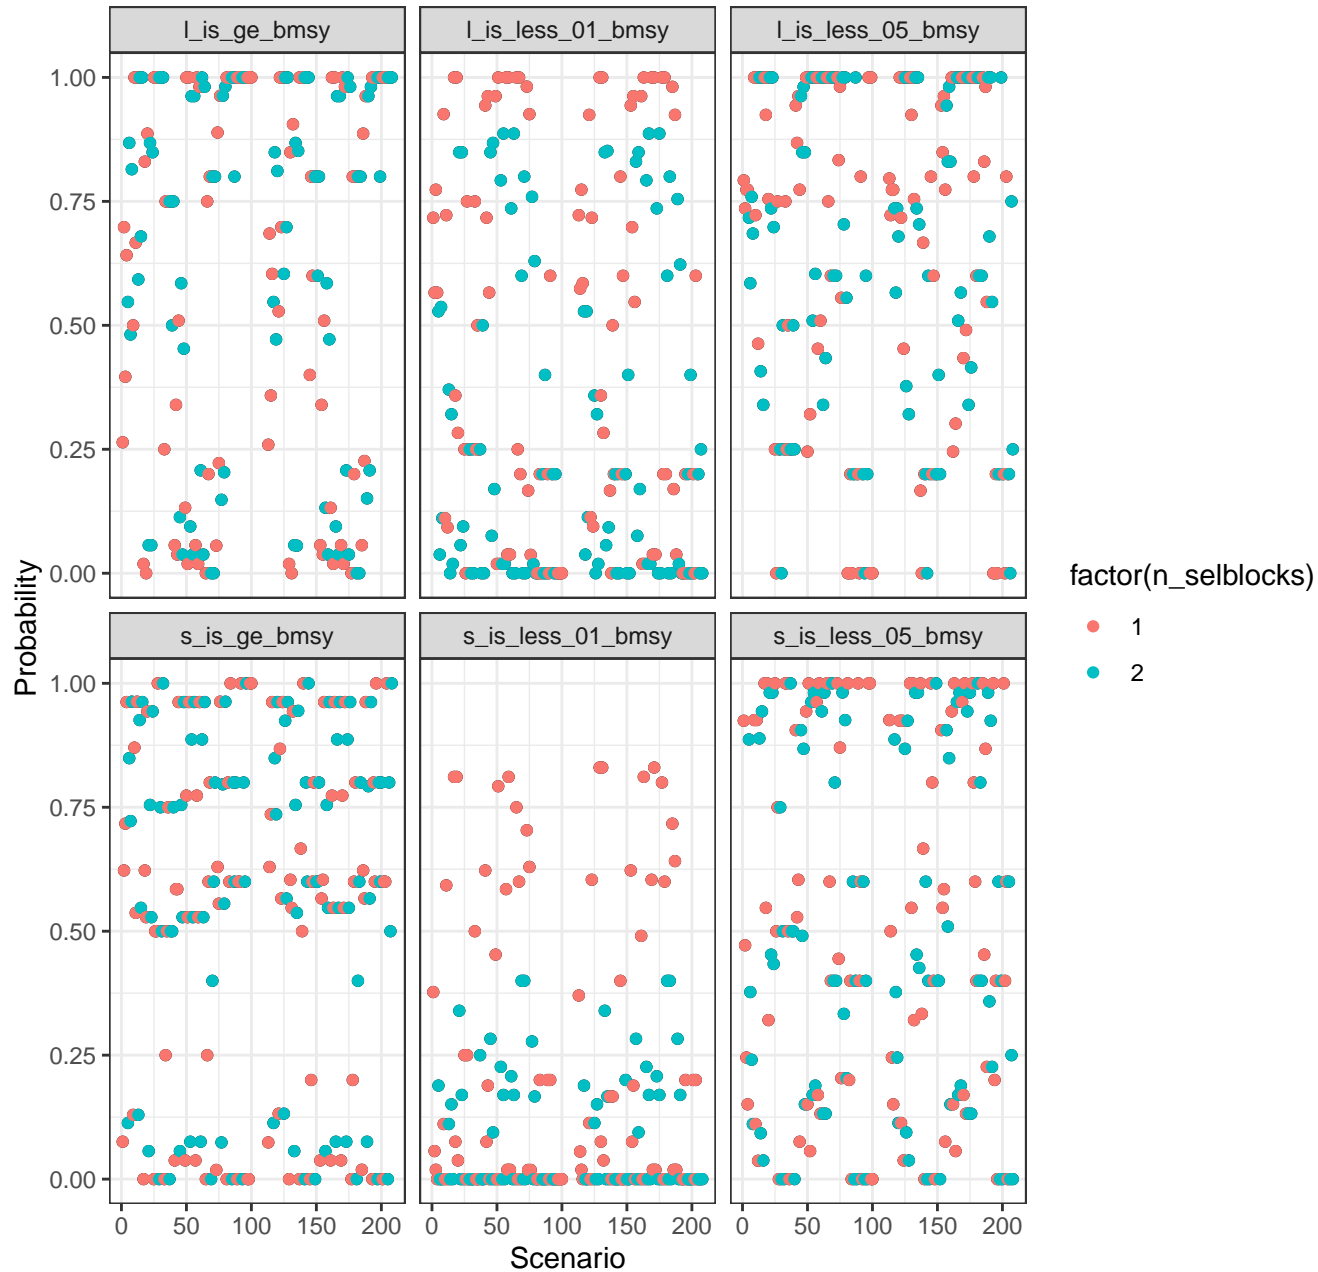 l_is_ge_bmsy l_is_less_01_bmsy l_is_less_05_bmsy
1.00
0.75
0.50
0.25
0.00
s_is_ge_bmsy s_is_less_01_bmsy s_is_less_05_bmsy
1.00
0.75
0.50
0.25
0.00
0 50 100 150 200 0 50 100 150 200 0 50 100 150 200
Scenario
Probability
factor(n_selblocks)
1
2